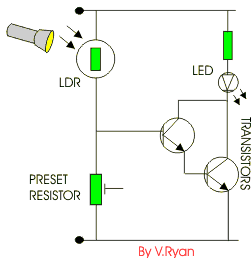 LDR
LED
TRANSISTORS
PRESET
RESISTOR
By V.Ryan